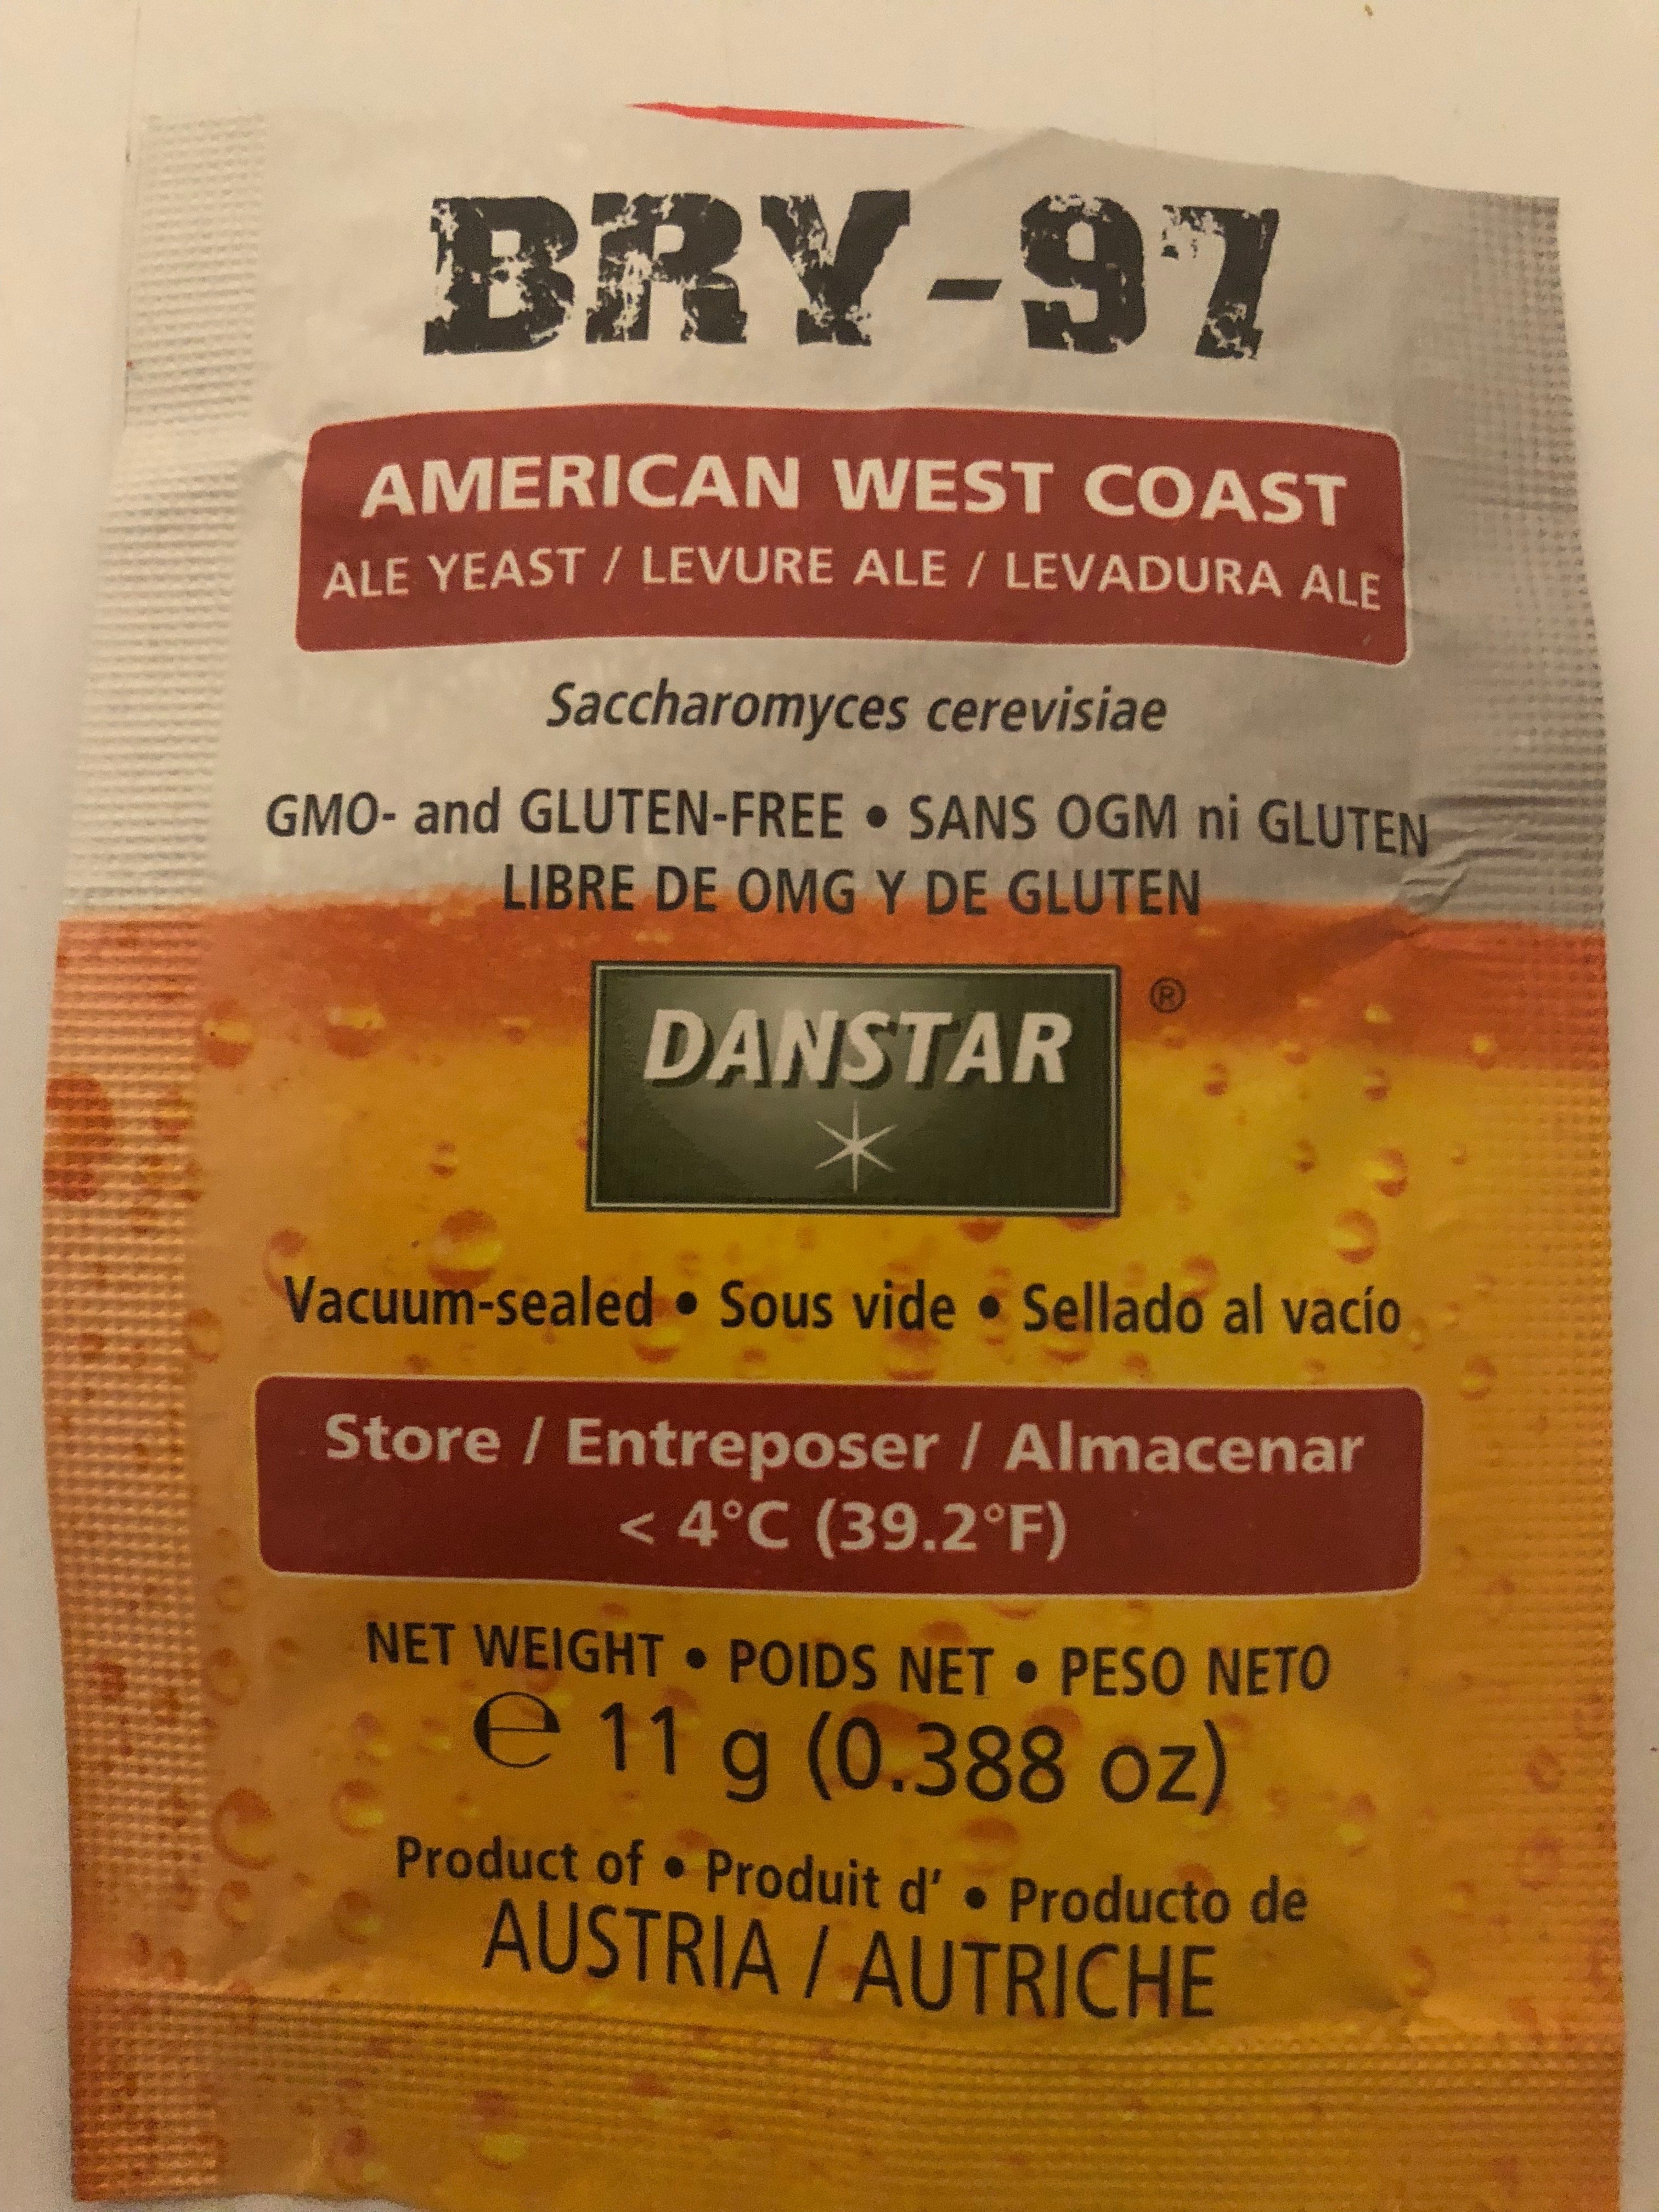 BRY-97
AMERICAN WEST COAST
ALE YEAST / LEVURE ALE / LEVADURA ALE
Saccharomyces cerevisiae
GMO- and GLUTEN-FREE • SANS OGM ni GLUTEN
LIBRE DE OMG Y DE GLUTEN
DANSTAR ®
Vacuum-sealed • Sous vide • Sellado al vacío
Store / Entreposer / Almacenar
< 4°C (39.2°F)
NET WEIGHT • POIDS NET • PESO NETO
℮ 11 g (0.388 oz)
Product of • Produit d' • Producto de
AUSTRIA / AUTRICHE